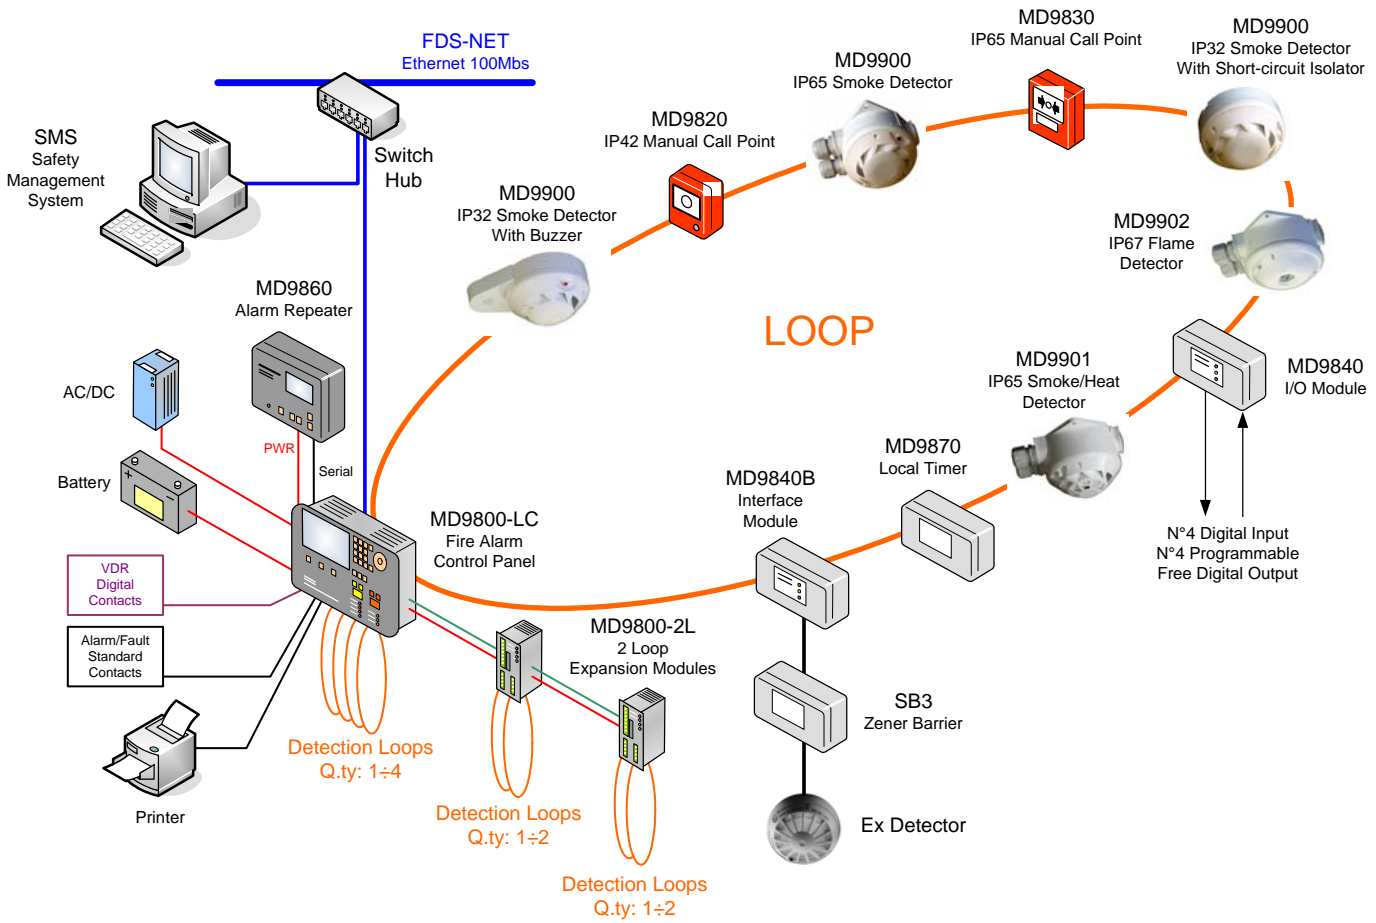 FDS-NET
Ethernet 100Mbs
SMS
Safety
Management
System
Switch
Hub
MD9830
IP65 Manual Call Point
MD9900
IP32 Smoke Detector
With Short-circuit Isolator
MD9900
IP65 Smoke Detector
MD9820
IP42 Manual Call Point
MD9900
IP32 Smoke Detector
With Buzzer
MD9902
IP67 Flame
Detector
MD9860
Alarm Repeater
LOOP
AC/DC
MD9901
IP65 Smoke/Heat
Detector
MD9840
I/O Module
PWR
Serial
Battery
MD9870
Local Timer
MD9840B
Interface
Module
MD9800-LC
Fire Alarm
Control Panel
N°4 Digital Input
N°4 Programmable
Free Digital Output
VDR
Digital
Contacts
Alarm/Fault
Standard
Contacts
MD9800-2L
2 Loop
Expansion Modules
SB3
Zener Barrier
Detection Loops
Q.ty: 1÷4
Printer
Detection Loops
Q.ty: 1÷2
Ex Detector
Detection Loops
Q.ty: 1÷2